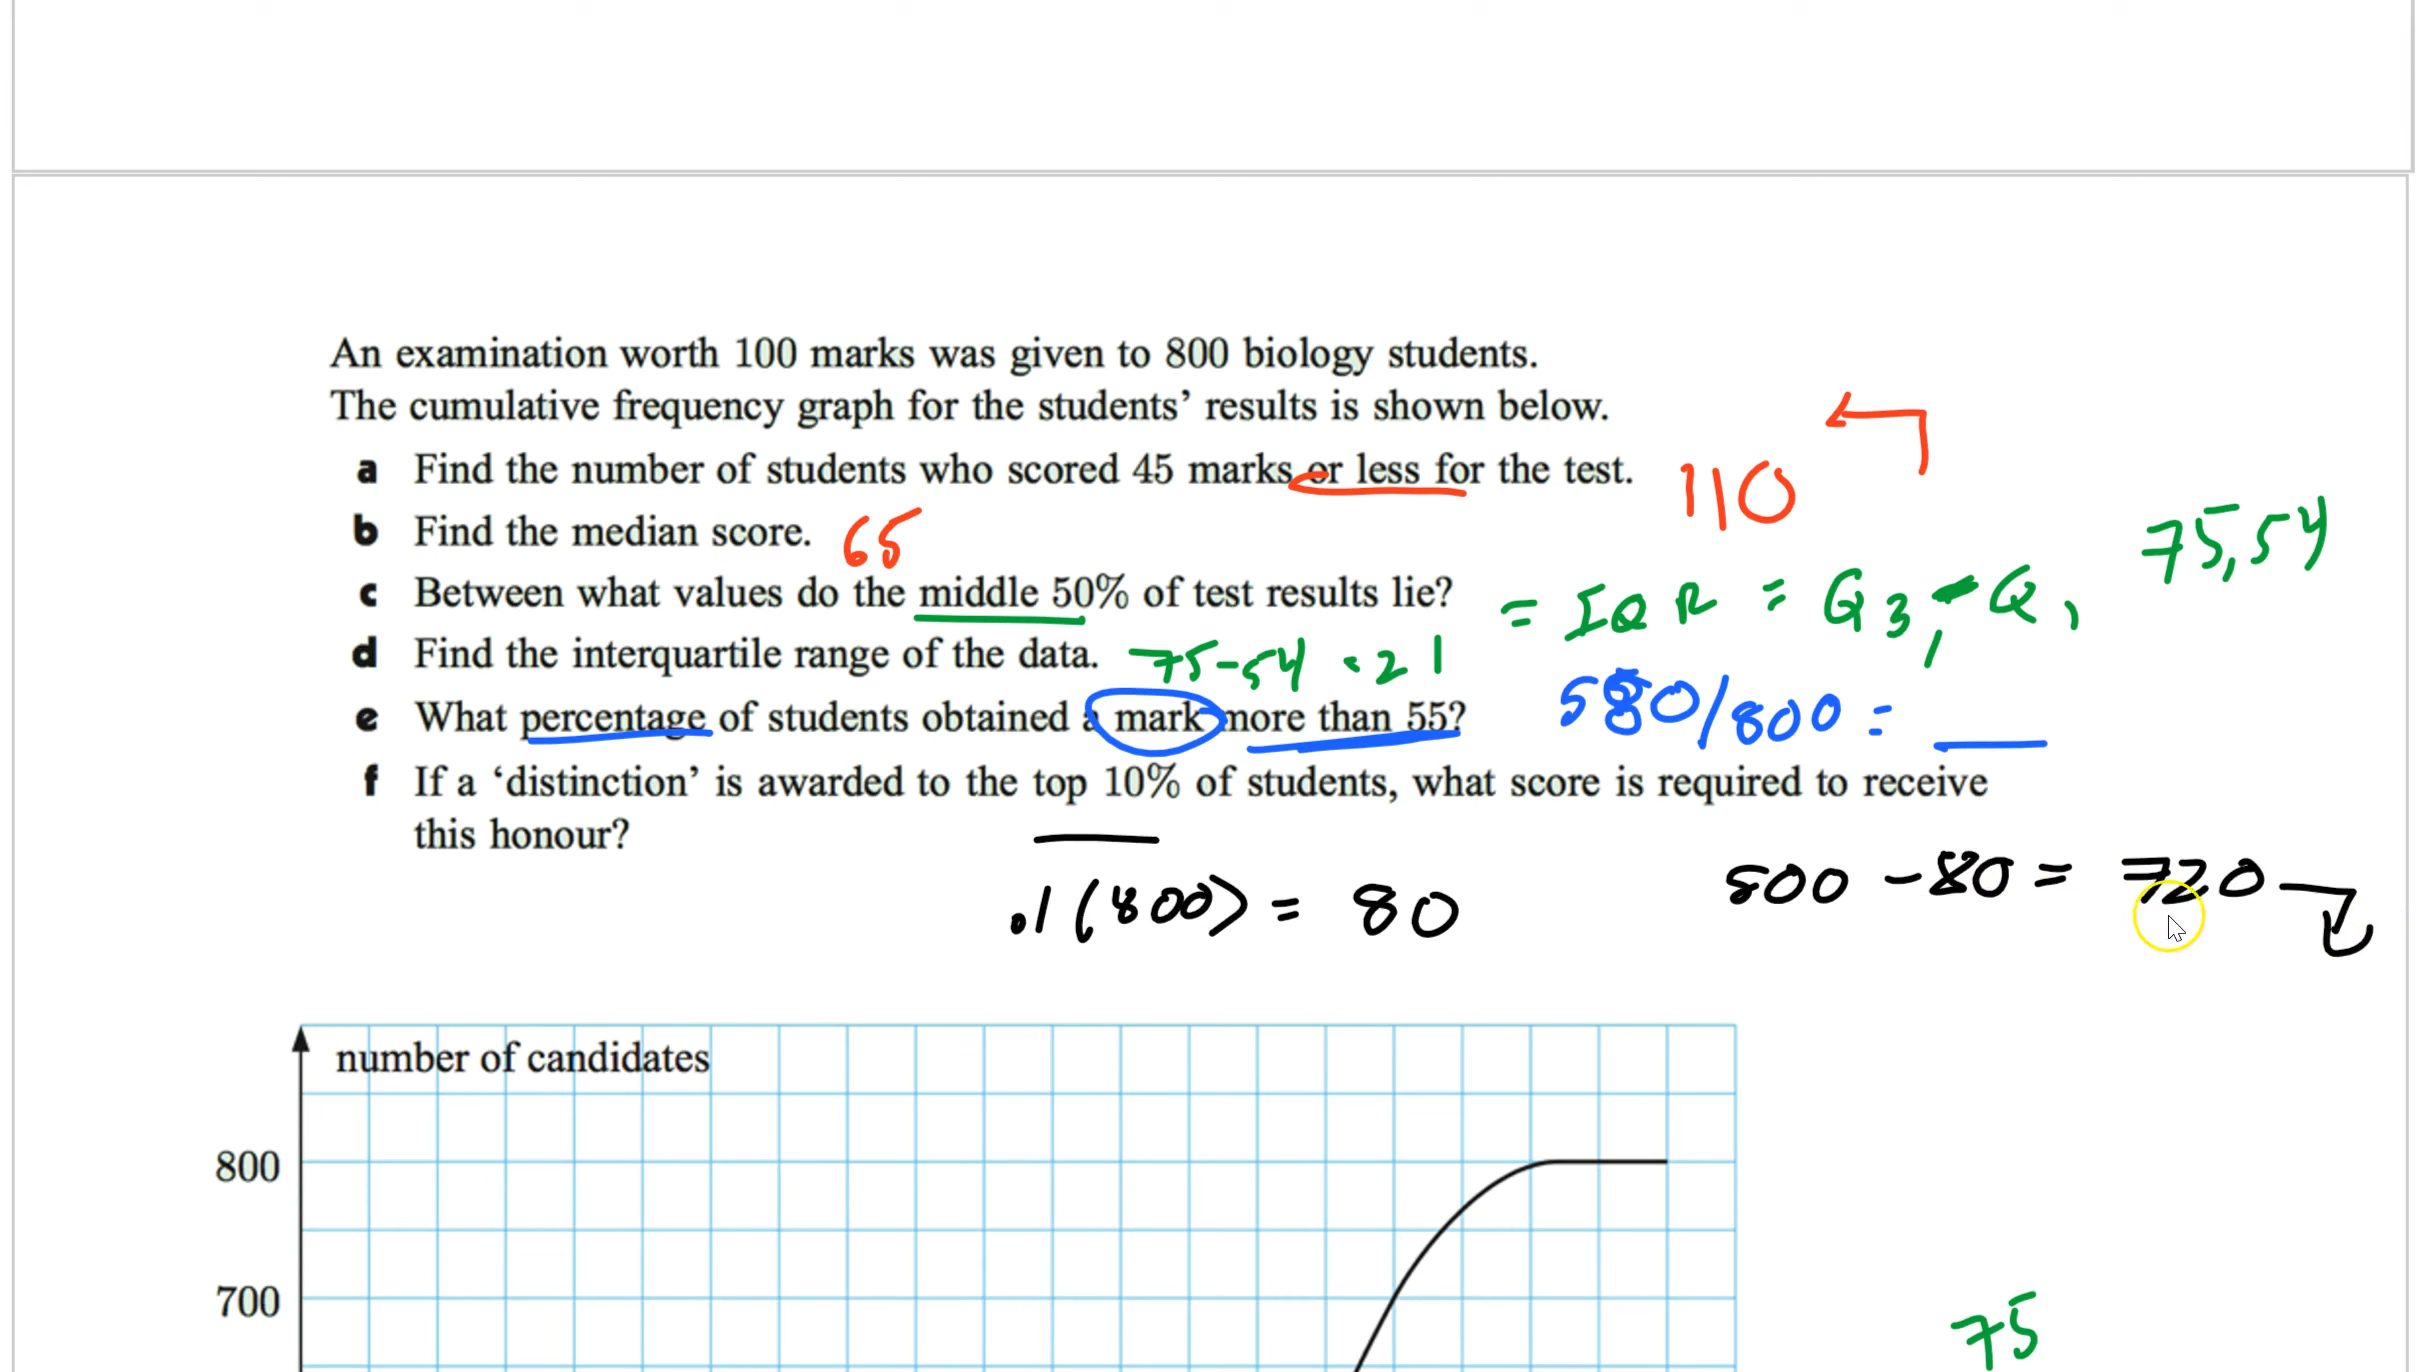 An examination worth 100 marks was given to 800 biology students.
The cumulative frequency graph for the students' results is shown below.
a Find the number of students who scored 45 marks or less for the test. 110
b Find the median score. 65
75,54
c Between what values do the middle 50% of test results lie? = IQR = Q3, - Q1
d Find the interquartile range of the data. 75-54 = 21
e What percentage of students obtained a mark more than 55? 580/800 =
f If a ‘distinction’ is awarded to the top 10% of students, what score is required to receive
this honour?
.1(800) = 80
800 - 80 = 720
number of candidates
800
700
75